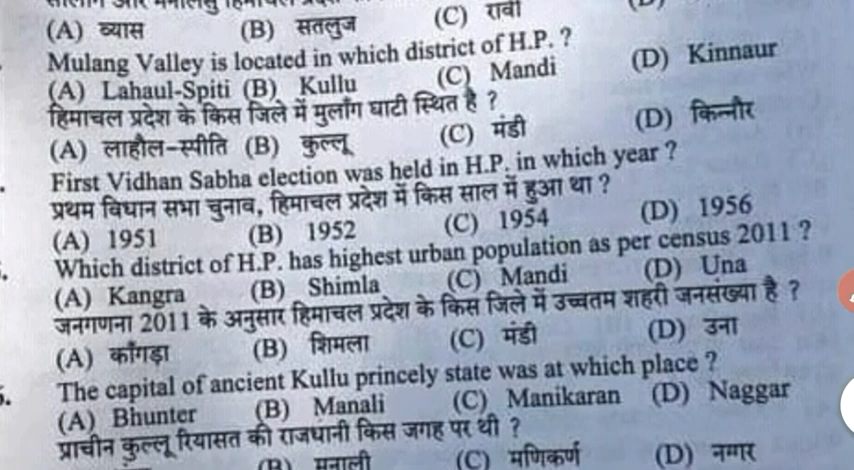 (A) व्यास (B) सतलुज (C) रावी
Mulang Valley is located in which district of H.P. ?
(A) Lahaul-Spiti (B) Kullu (C) Mandi (D) Kinnaur
हिमाचल प्रदेश के किस जिले में मुलाँग घाटी स्थित है ?
(A) लाहौल-स्पीति (B) कुल्लू (C) मंडी (D) किन्नौर
First Vidhan Sabha election was held in H.P. in which year ?
प्रथम विधान सभा चुनाव, हिमाचल प्रदेश में किस साल में हुआ था ?
(A) 1951 (B) 1952 (C) 1954 (D) 1956
Which district of H.P. has highest urban population as per census 2011 ?
(A) Kangra (B) Shimla (C) Mandi (D) Una
जनगणना 2011 के अनुसार हिमाचल प्रदेश के किस जिले में उच्चतम शहरी जनसंख्या है ?
(A) काँगड़ा (B) शिमला (C) मंडी (D) उना
The capital of ancient Kullu princely state was at which place ?
(A) Bhunter (B) Manali (C) Manikaran (D) Naggar
प्राचीन कुल्लू रियासत की राजधानी किस जगह पर थी ?
(B) मनाली (C) मणिकर्ण (D) नग्गर